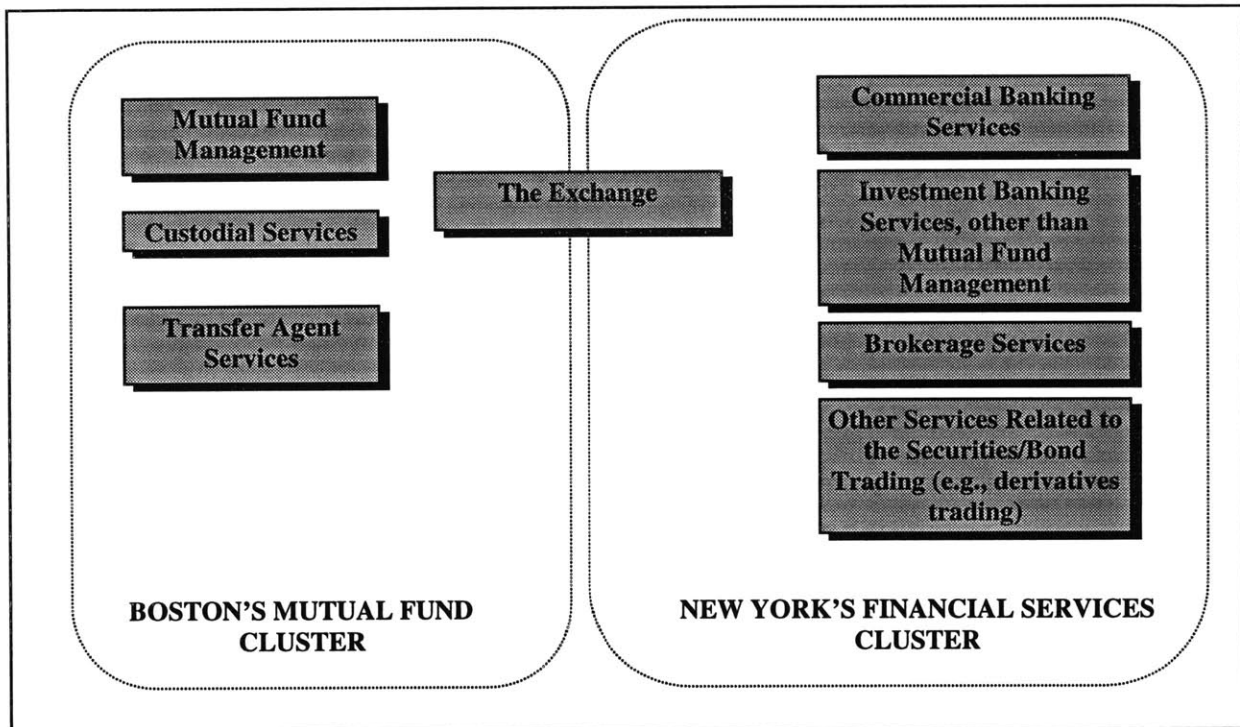 Mutual Fund
Management
Custodial Services
Transfer Agent
Services
The Exchange
Commercial Banking
Services
Investment Banking
Services, other than
Mutual Fund
Management
Brokerage Services
Other Services Related to
the Securities/Bond
Trading (e.g., derivatives
trading)
BOSTON'S MUTUAL FUND
CLUSTER
NEW YORK'S FINANCIAL SERVICES
CLUSTER